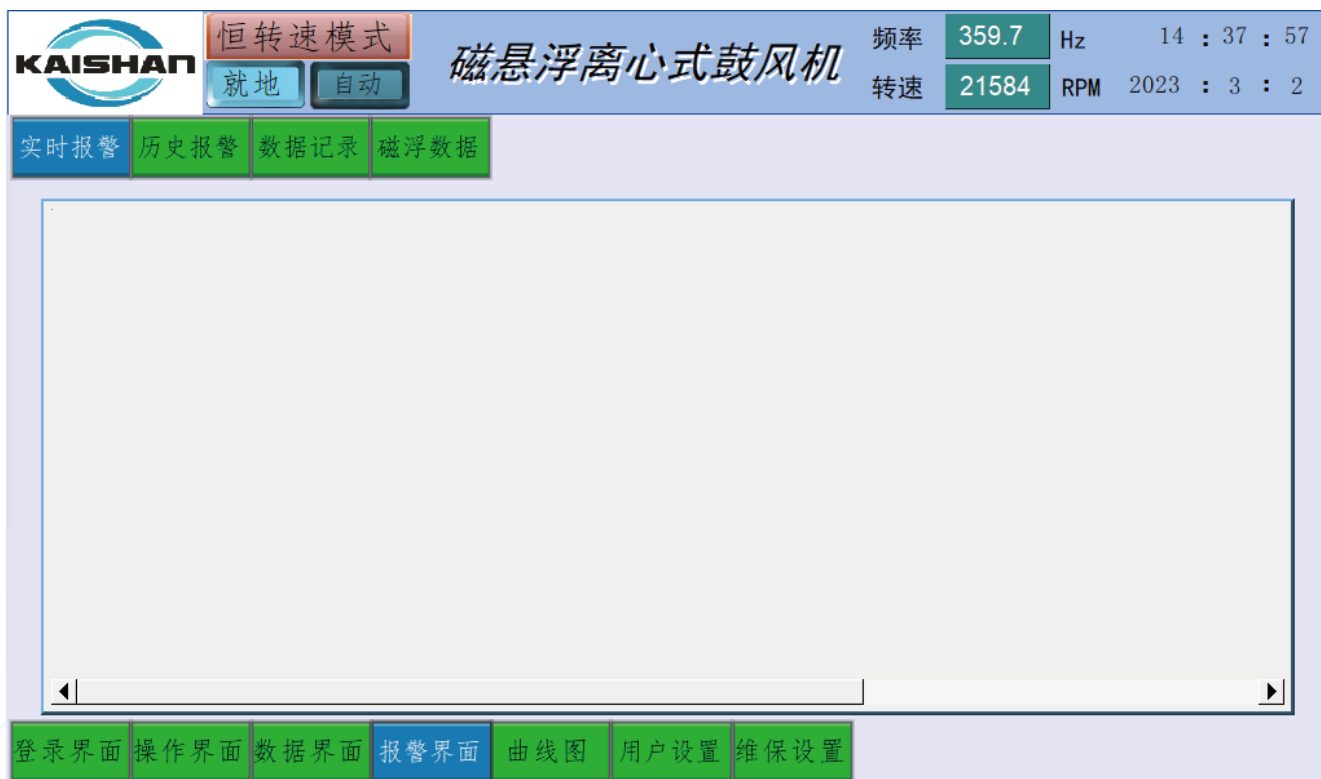 KAISHAN
恒转速模式
就地 自动
磁悬浮离心式鼓风机
频率 359.7 Hz 14 : 37 : 57
转速 21584 RPM 2023 : 3 : 2
实时报警 历史报警 数据记录 磁浮数据
登录界面 操作界面 数据界面 报警界面 曲线图 用户设置 维保设置